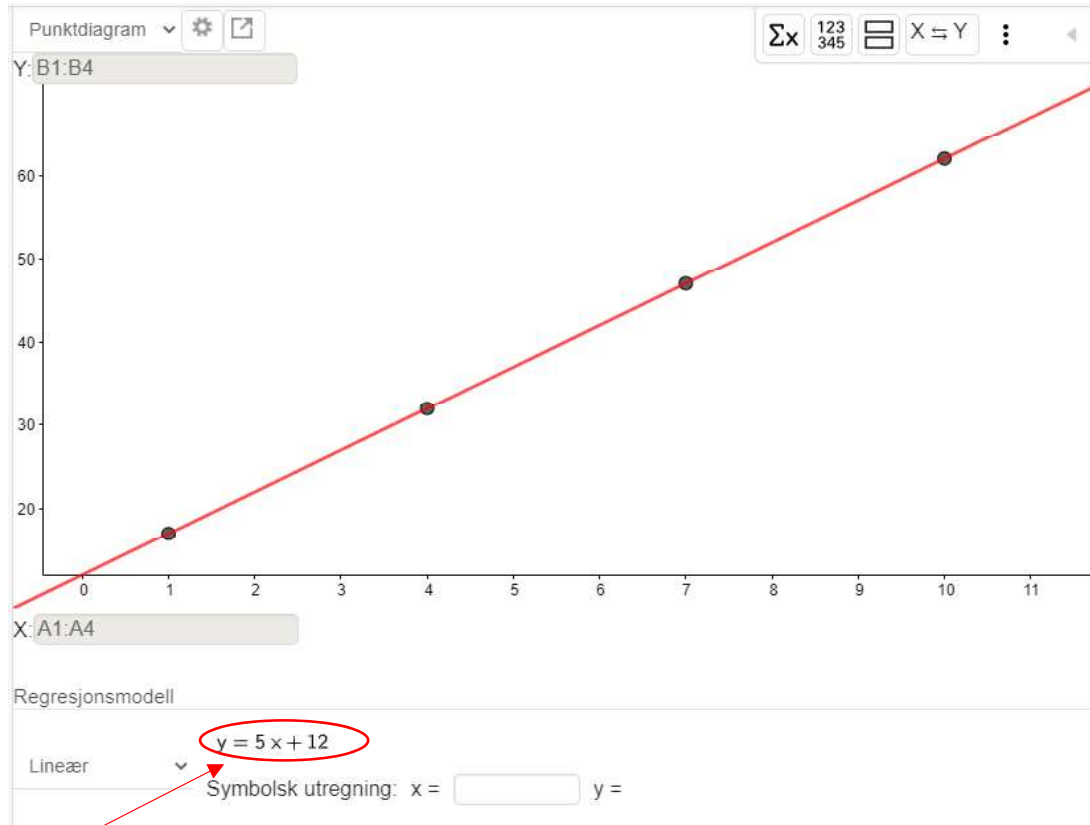 Punktdiagram
Σx 123 345 X ⇆ Y
Y: B1:B4
60
50
40
30
20
0 1 2 3 4 5 6 7 8 9 10 11
X: A1:A4
Regresjonsmodell
y = 5 x + 12
Lineær
Symbolsk utregning: x = y =